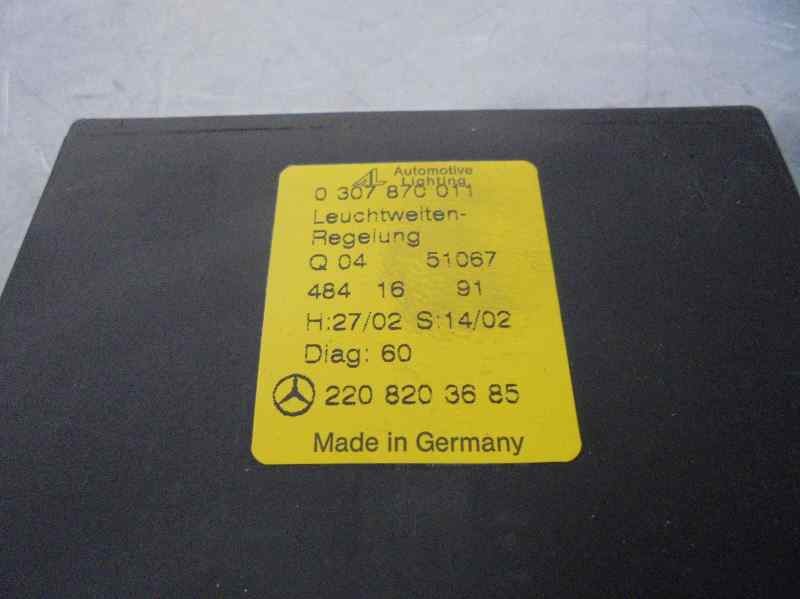 AL Automotive
Lighting
0 307 870 011
Leuchtweiten-
Regelung
Q 04 51067
484 16 91
H:27/02 S:14/02
Diag: 60
220 820 36 85
Made in Germany